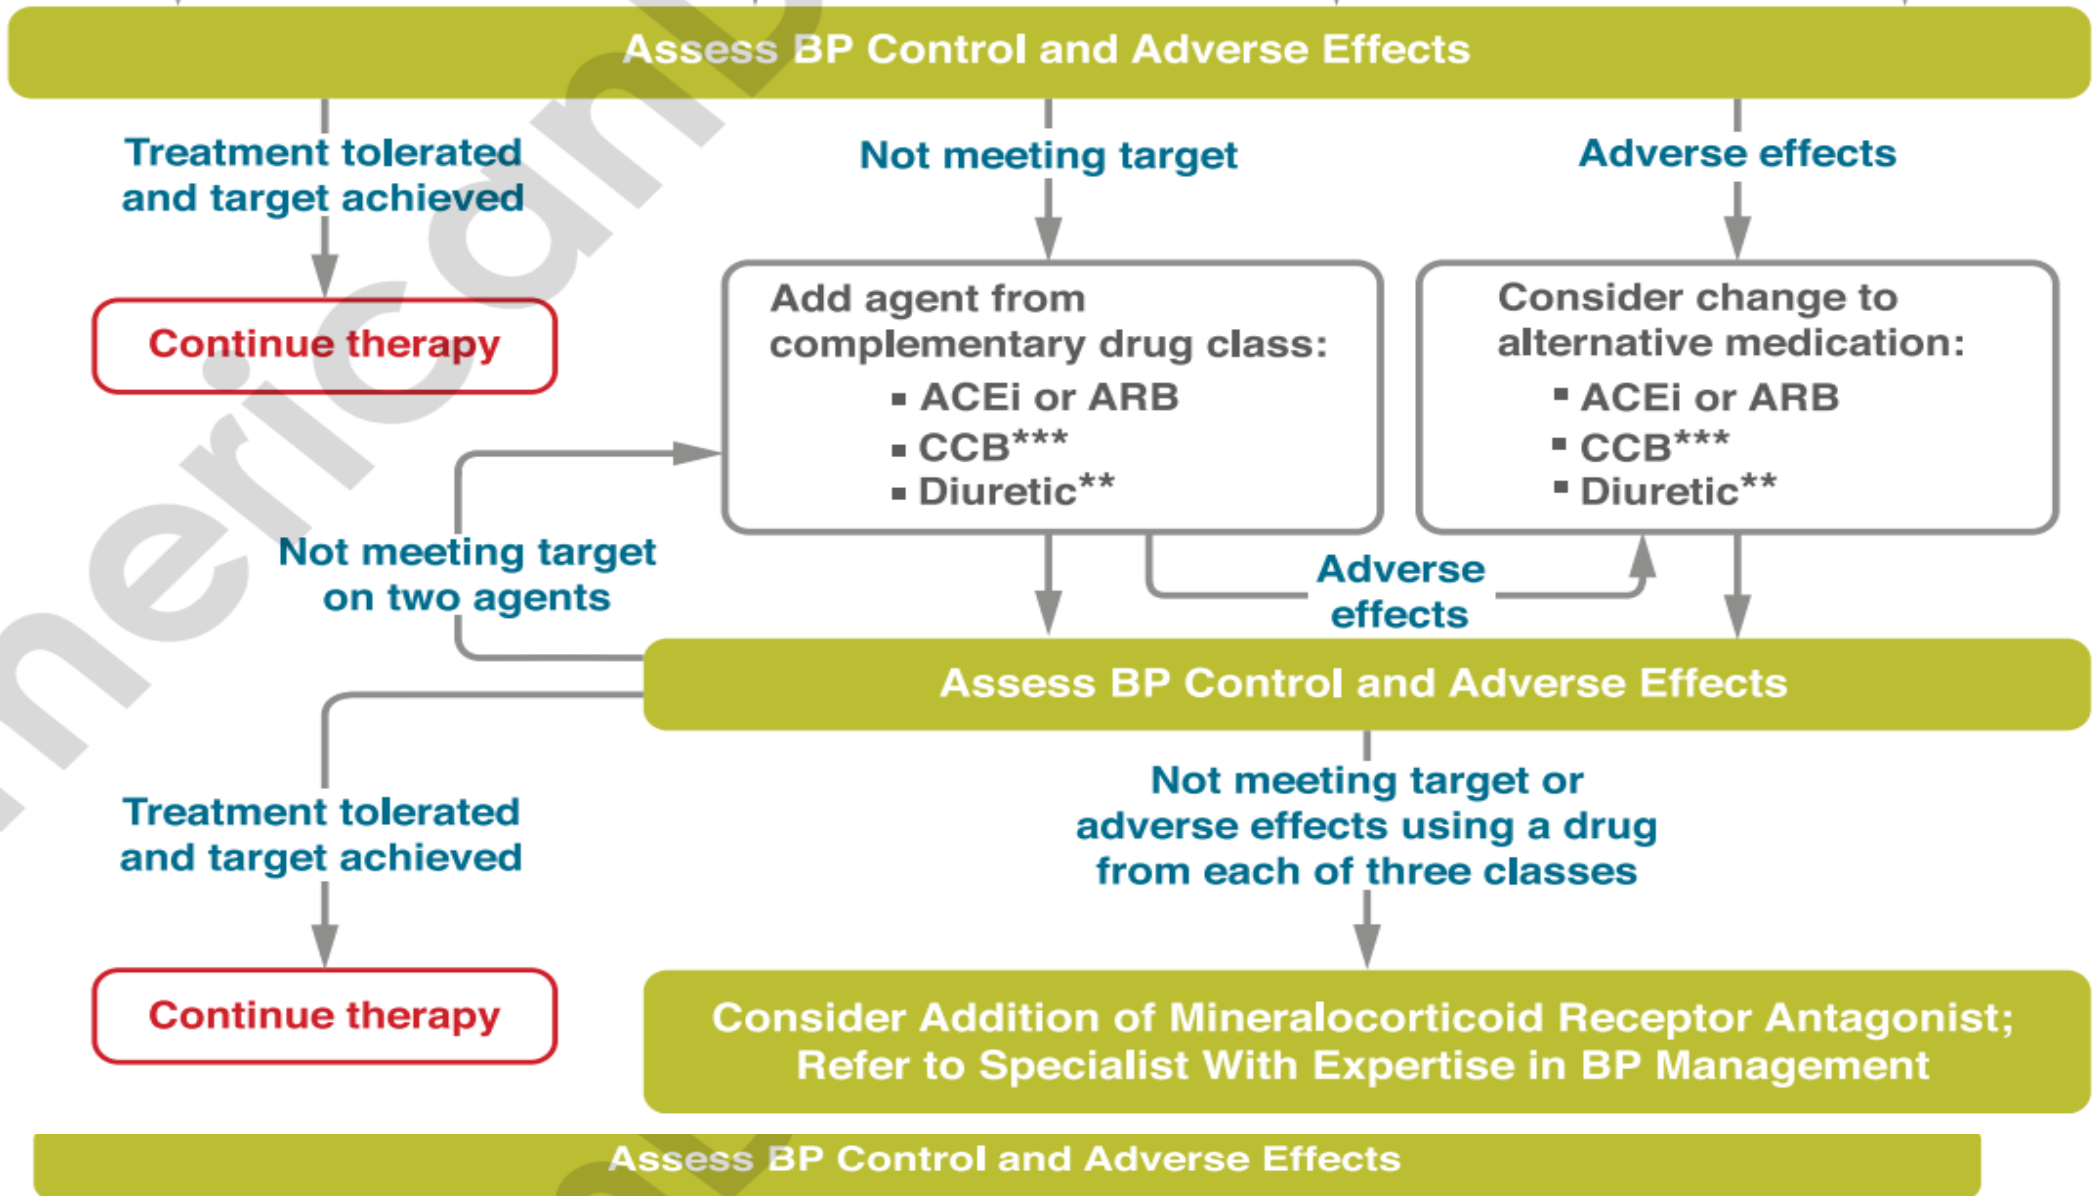 Assess BP Control and Adverse Effects
Treatment tolerated
and target achieved
Not meeting target
Adverse effects
Continue therapy
Add agent from
complementary drug class:
▪ ACEi or ARB
▪ CCB***
▪ Diuretic**
Consider change to
alternative medication:
▪ ACEi or ARB
▪ CCB***
▪ Diuretic**
Not meeting target
on two agents
Adverse
effects
Assess BP Control and Adverse Effects
Treatment tolerated
and target achieved
Not meeting target or
adverse effects using a drug
from each of three classes
Continue therapy
Consider Addition of Mineralocorticoid Receptor Antagonist;
Refer to Specialist With Expertise in BP Management
Assess BP Control and Adverse Effects